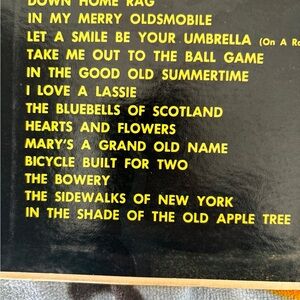 DOWN HOME RAG
IN MY MERRY OLDSMOBILE
LET A SMILE BE YOUR UMBRELLA (On A
TAKE ME OUT TO THE BALL GAME
IN THE GOOD OLD SUMMERTIME
I LOVE A LASSIE
THE BLUEBELLS OF SCOTLAND
HEARTS AND FLOWERS
MARY'S A GRAND OLD NAME
BICYCLE BUILT FOR TWO
THE BOWERY
THE SIDEWALKS OF NEW YORK
IN THE SHADE OF THE OLD APPLE TREE